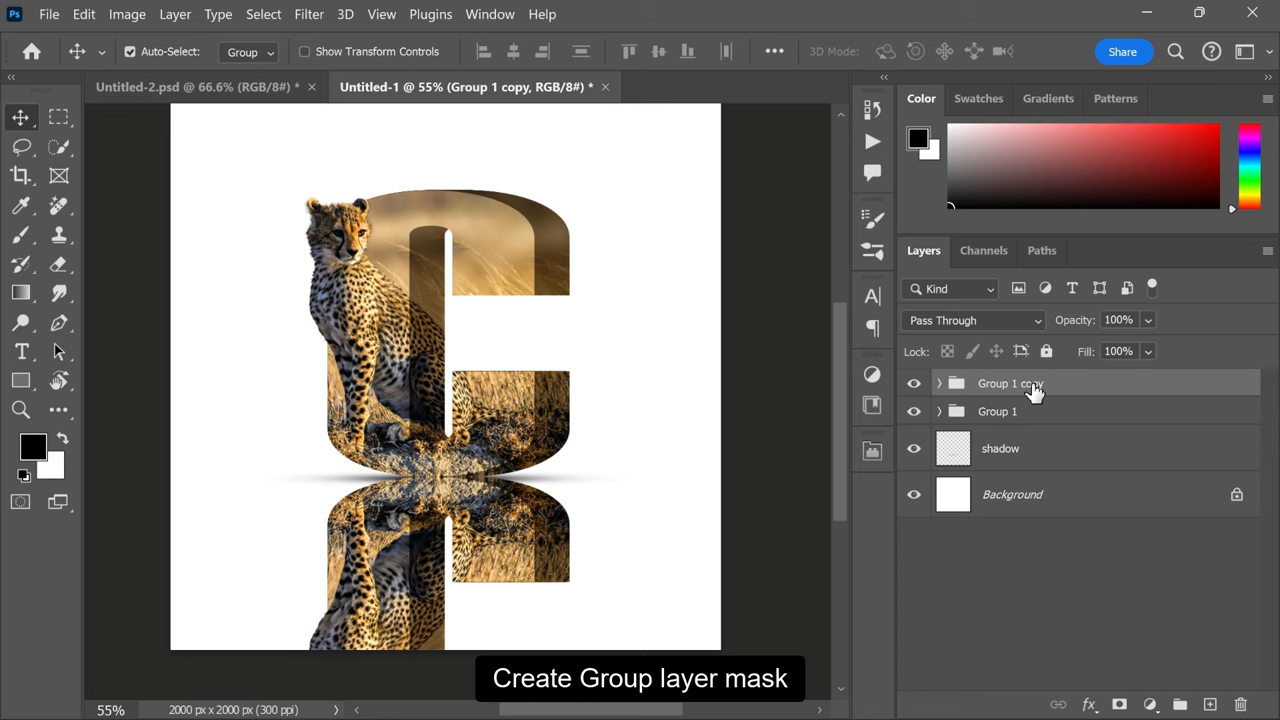 Ps File Edit Image Layer Type Select Filter 3D View Plugins Window Help
Auto-Select: Group Show Transform Controls 3D Mode: Share
Untitled-2.psd @ 66.6% (RGB/8#) * Untitled-1 @ 55% (Group 1 copy, RGB/8#) *
Color Swatches Gradients Patterns
Layers Channels Paths
Kind
Pass Through Opacity: 100%
Lock: Fill: 100%
Group 1 copy
Group 1
shadow
Background
Create Group layer mask
55% 2000 px x 2000 px (300 ppi)